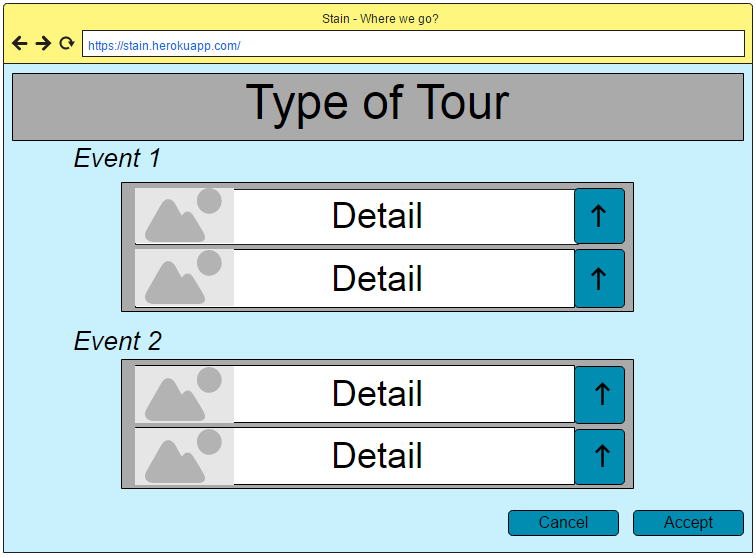 Stain - Where we go?
https://stain.herokuapp.com/
Type of Tour
Event 1
Detail
Detail
Event 2
Detail
Detail
Cancel
Accept